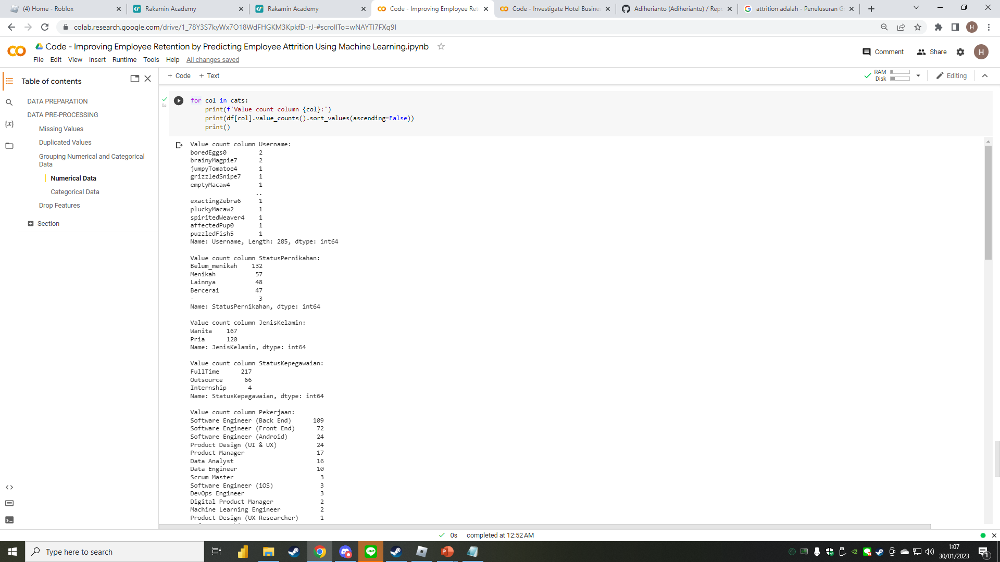 (4) Home - Roblox
Rakamin Academy
Rakamin Academy
Code - Improving Employee Ret
Code - Investigate Hotel Busine
Adiherianto (Adiherianto) / Rep
attrition adalah - Penelusuran G
colab.research.google.com/drive/1_78Y3S7kyWx7O18WdFHGKM3KpkfD-rJ-#scrollTo=wNAYTI7FXq9I
H
Code - Improving Employee Retention by Predicting Employee Attrition Using Machine Learning.ipynb
File Edit View Insert Runtime Tools Help All changes saved
Comment Share H
Table of contents
+ Code + Text
RAM
Disk
Editing
DATA PREPARATION
DATA PRE-PROCESSING
Missing Values
Duplicated Values
Grouping Numerical and Categorical
Data
Numerical Data
Categorical Data
Drop Features
Section
{x}
0s
for col in cats:
print(f'Value count column {col}:')
print(df[col].value_counts().sort_values(ascending=False))
print()
Value count column Username:
boredEggs0 2
brainyMagpie7 2
jumpyTomatoe4 1
grizzledSnipe7 1
emptyMacaw4 1
..
exactingZebra6 1
pluckyMacaw2 1
spiritedWeaver4 1
affectedPup0 1
puzzledFish5 1
Name: Username, Length: 285, dtype: int64
Value count column StatusPernikahan:
Belum_menikah 132
Menikah 57
Lainnya 48
Bercerai 47
- 3
Name: StatusPernikahan, dtype: int64
Value count column JenisKelamin:
Wanita 167
Pria 120
Name: JenisKelamin, dtype: int64
Value count column StatusKepegawaian:
FullTime 217
Outsource 66
Internship 4
Name: StatusKepegawaian, dtype: int64
Value count column Pekerjaan:
Software Engineer (Back End) 109
Software Engineer (Front End) 72
Software Engineer (Android) 24
Product Design (UI & UX) 24
Product Manager 17
Data Analyst 16
Data Engineer 10
Scrum Master 3
Software Engineer (iOS) 3
DevOps Engineer 3
Digital Product Manager 2
Machine Learning Engineer 2
Product Design (UX Researcher) 1
0s completed at 12:52 AM
Type here to search
1:07
30/01/2023
1